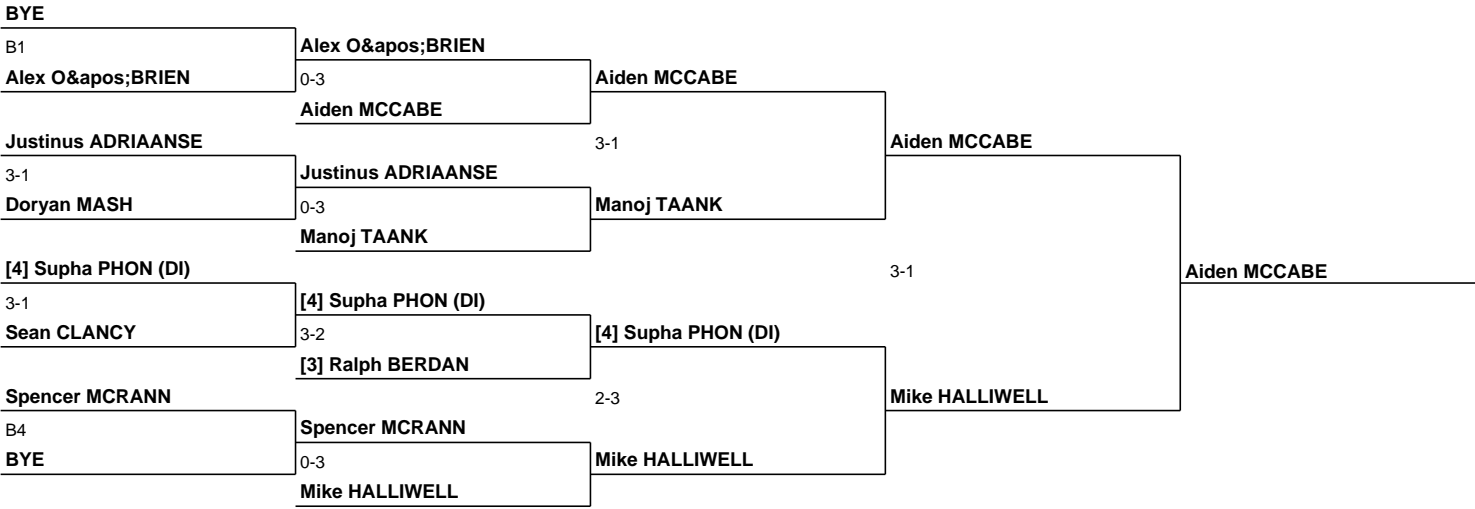 BYE
B1
Alex O&apos;BRIEN
Alex O&apos;BRIEN
0-3
Aiden MCCABE
Aiden MCCABE
Justinus ADRIAANSE
3-1
Aiden MCCABE
3-1
Justinus ADRIAANSE
Doryan MASH
0-3
Manoj TAANK
Manoj TAANK
[4] Supha PHON (DI)
3-1
Aiden MCCABE
3-1
[4] Supha PHON (DI)
Sean CLANCY
3-2
[4] Supha PHON (DI)
[3] Ralph BERDAN
Spencer MCRANN
2-3
Mike HALLIWELL
B4
Spencer MCRANN
BYE
0-3
Mike HALLIWELL
Mike HALLIWELL